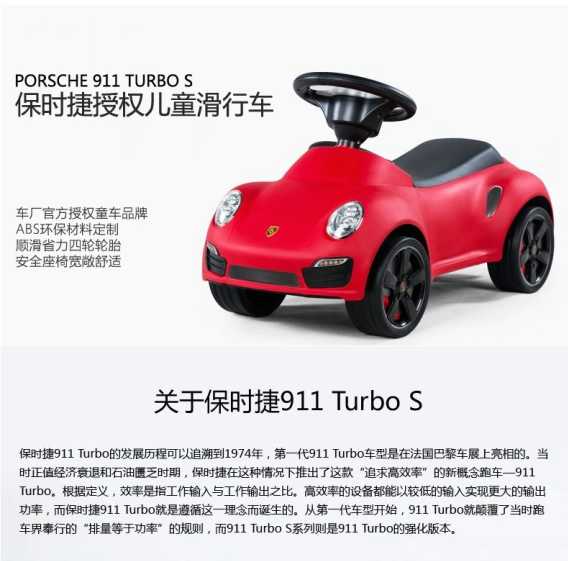 PORSCHE 911 TURBO S
保时捷授权儿童滑行车
车厂官方授权童车品牌
ABS环保材料定制
顺滑省力四轮轮胎
安全座椅宽敞舒适
关于保时捷911 Turbo S
保时捷911 Turbo的发展历程可以追溯到1974年，第一代911 Turbo车型是在法国巴黎车展上亮相的。当
时正值经济衰退和石油匮乏时期，保时捷在这种情况下推出了这款“追求高效率”的新概念跑车—911
Turbo。根据定义，效率是指工作输入与工作输出之比。高效率的设备都能以较低的输入实现更大的输出
功率，而保时捷911 Turbo就是遵循这一理念而诞生的。从第一代车型开始，911 Turbo就颠覆了当时跑
车界奉行的“排量等于功率”的规则，而911 Turbo S系列则是911 Turbo的强化版本。